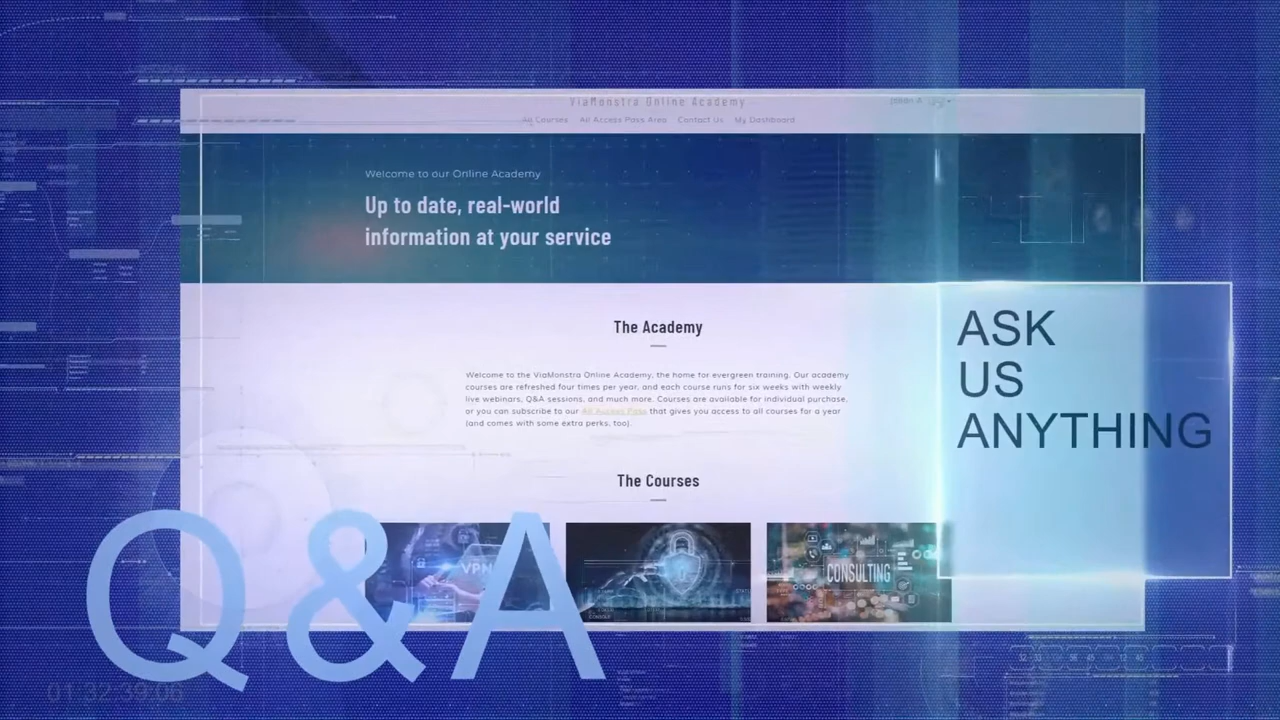 ViaMonstra Online Academy
All Courses All Access Pass Area Contact Us My Dashboard
Welcome to our Online Academy
Up to date, real-world
information at your service
The Academy
Welcome to the ViaMonstra Online Academy, the home for evergreen training. Our academy
courses are refreshed four times per year, and each course runs for six weeks with weekly
live webinars, Q&A sessions, and much more. Courses are available for individual purchase,
or you can subscribe to our All Access Pass that gives you access to all courses for a year
(and comes with some extra perks, too).
ASK
US
ANYTHING
The Courses
VPN
CONSULTING
Q&A
01:32:39:06